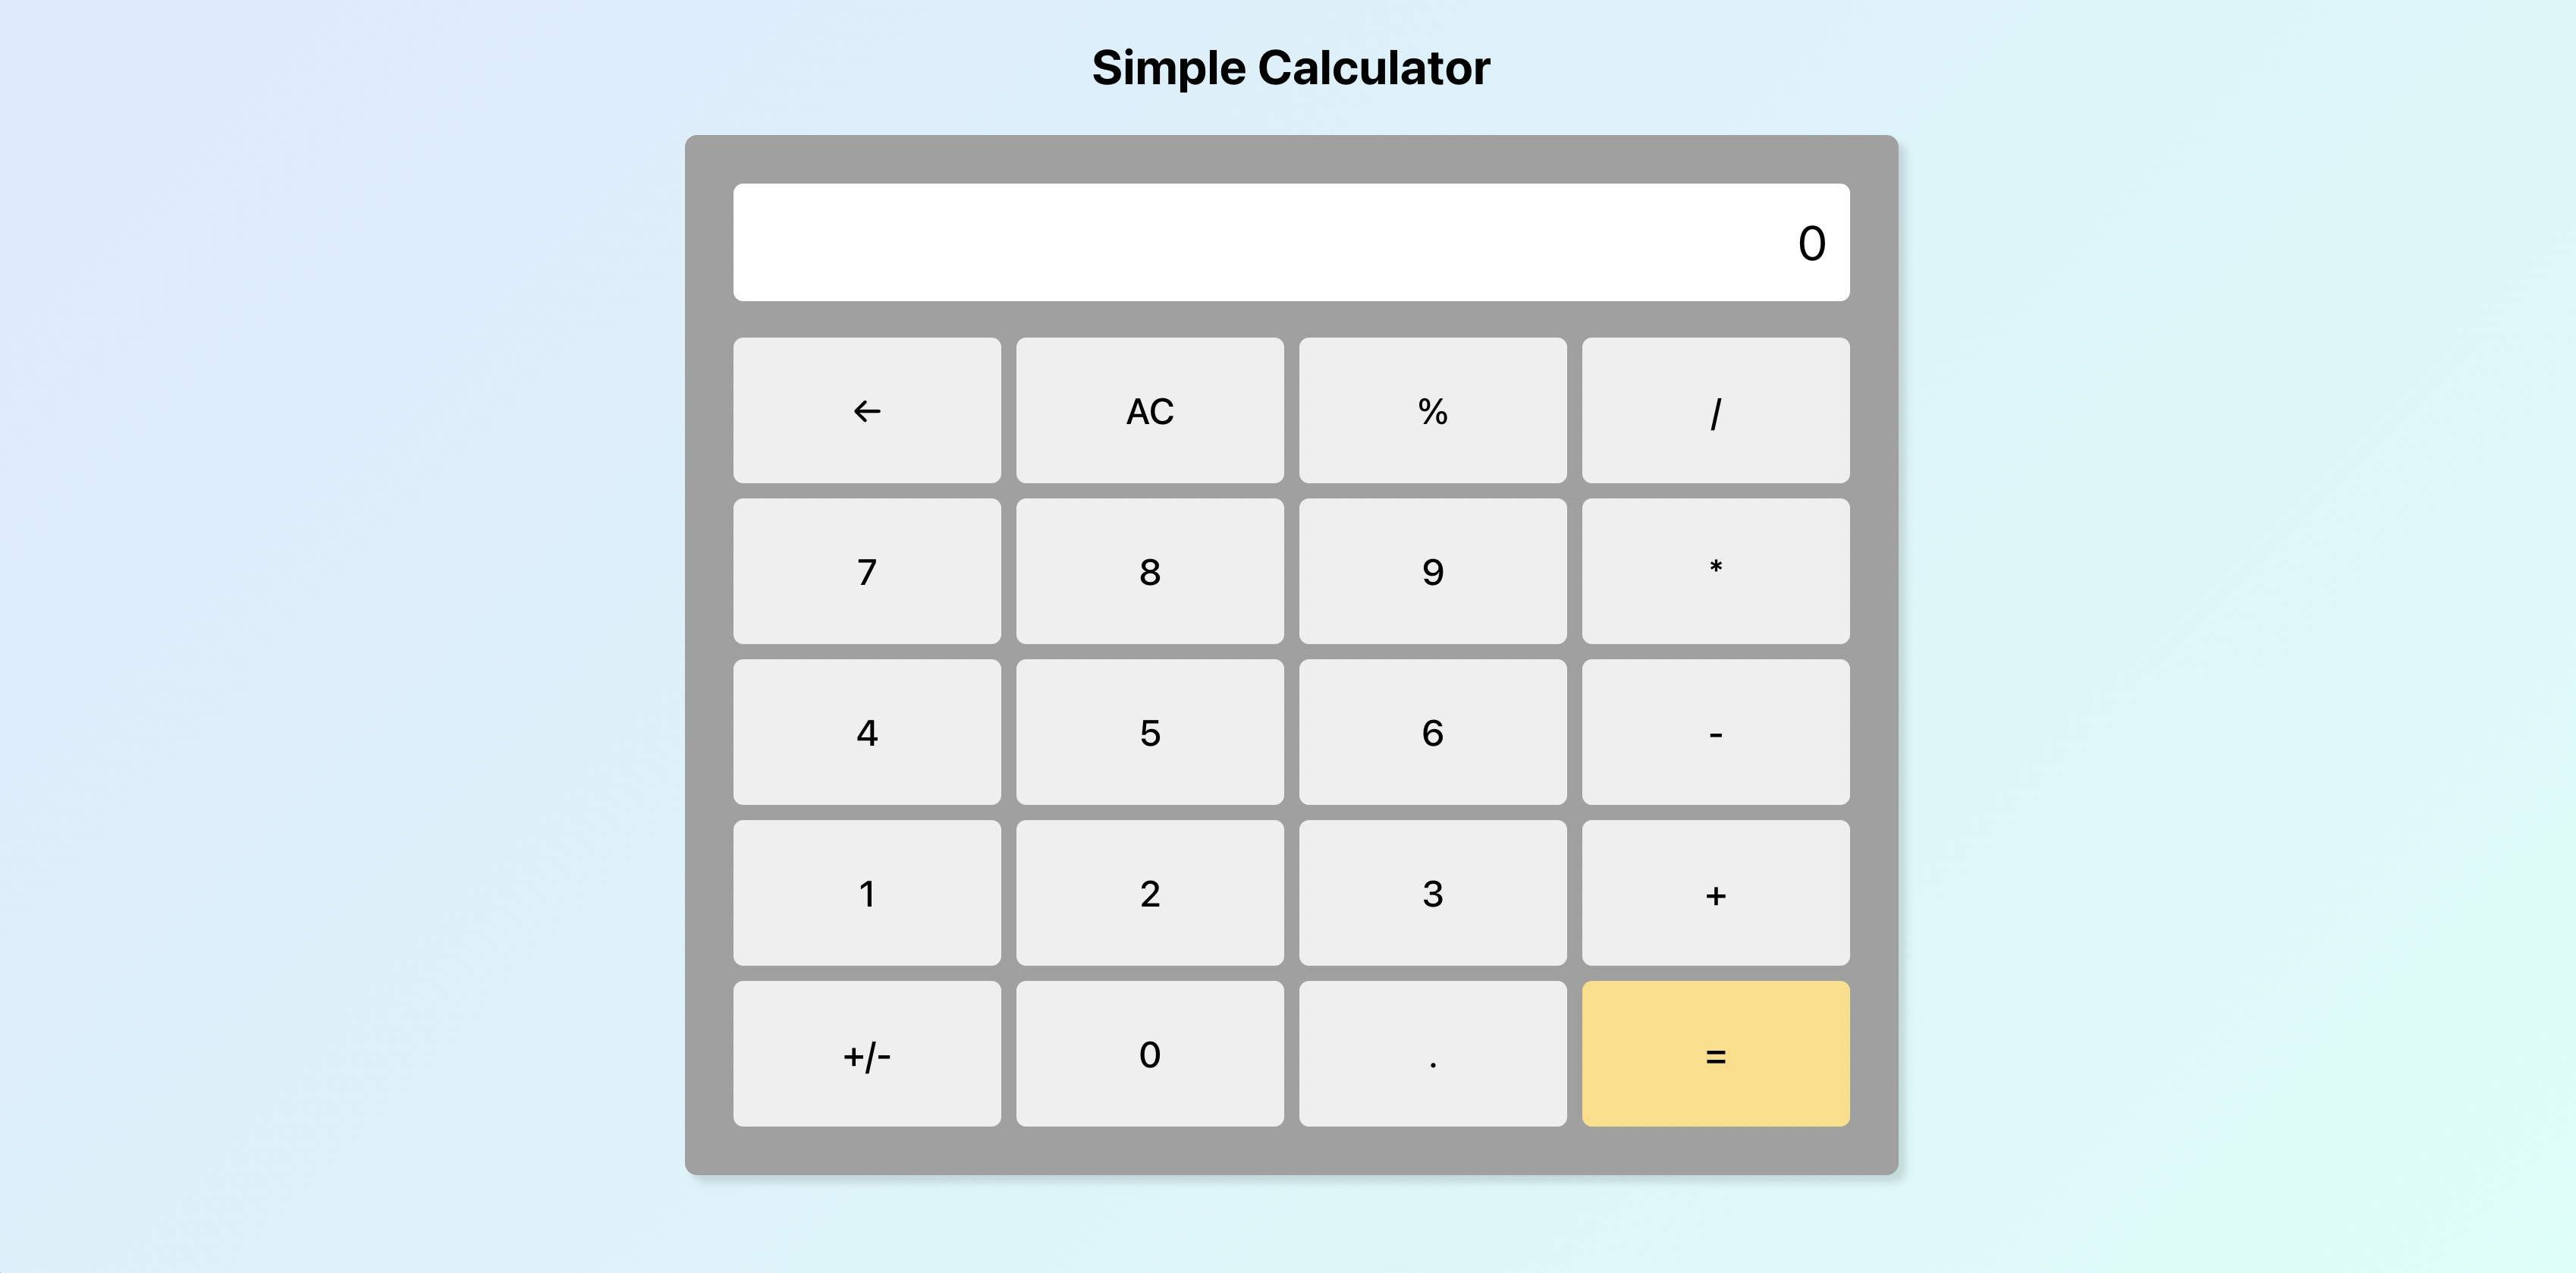 Simple Calculator
0
← AC % /
7 8 9 *
4 5 6 -
1 2 3 +
+/- 0 . =